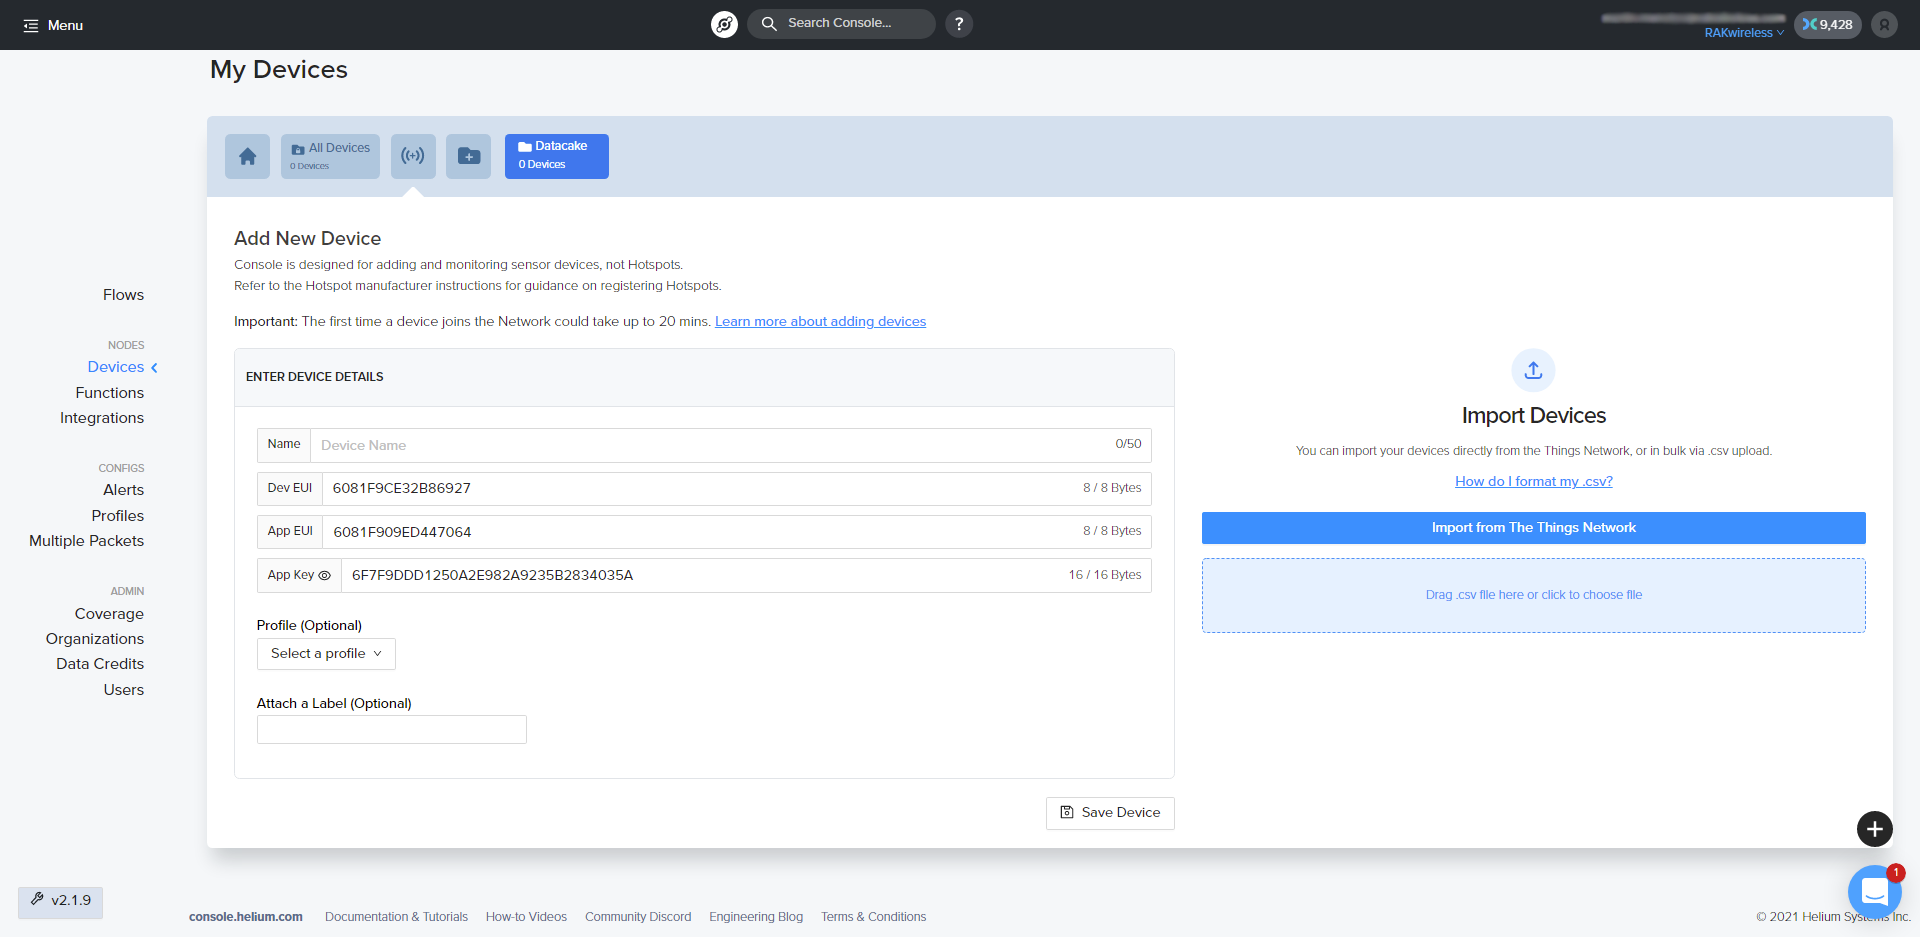 Menu
Search Console...
?
RAKwireless
9,428
My Devices
All Devices
0 Devices
Datacake
0 Devices
Add New Device
Console is designed for adding and monitoring sensor devices, not Hotspots.
Refer to the Hotspot manufacturer instructions for guidance on registering Hotspots.
Important: The first time a device joins the Network could take up to 20 mins. Learn more about adding devices
Flows
NODES
Devices
Functions
Integrations
CONFIGS
Alerts
Profiles
Multiple Packets
ADMIN
Coverage
Organizations
Data Credits
Users
ENTER DEVICE DETAILS
Name
Device Name
0/50
Dev EUI
6081F9CE32B86927
8 / 8 Bytes
App EUI
6081F909ED447064
8 / 8 Bytes
App Key
6F7F9DDD1250A2E982A9235B2834035A
16 / 16 Bytes
Profile (Optional)
Select a profile
Attach a Label (Optional)
Save Device
Import Devices
You can import your devices directly from the Things Network, or in bulk via .csv upload.
How do I format my .csv?
Import from The Things Network
Drag .csv file here or click to choose file
1
v2.1.9
console.helium.com
Documentation & Tutorials
How-to Videos
Community Discord
Engineering Blog
Terms & Conditions
© 2021 Helium Systems Inc.